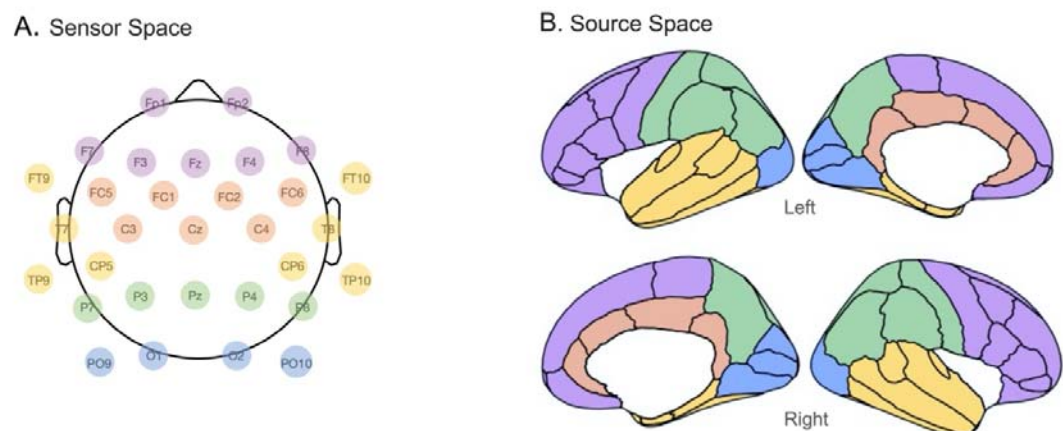 A. Sensor Space
Fp1 Fp2
F7 F3 Fz F4 F8
FT9 FC5 FC1 FC2 FC6 FT10
T7 C3 Cz C4 T8
TP9 CP5 CP6 TP10
P7 P3 Pz P4 P8
PO9 O1 O2 PO10
B. Source Space
Left
Right